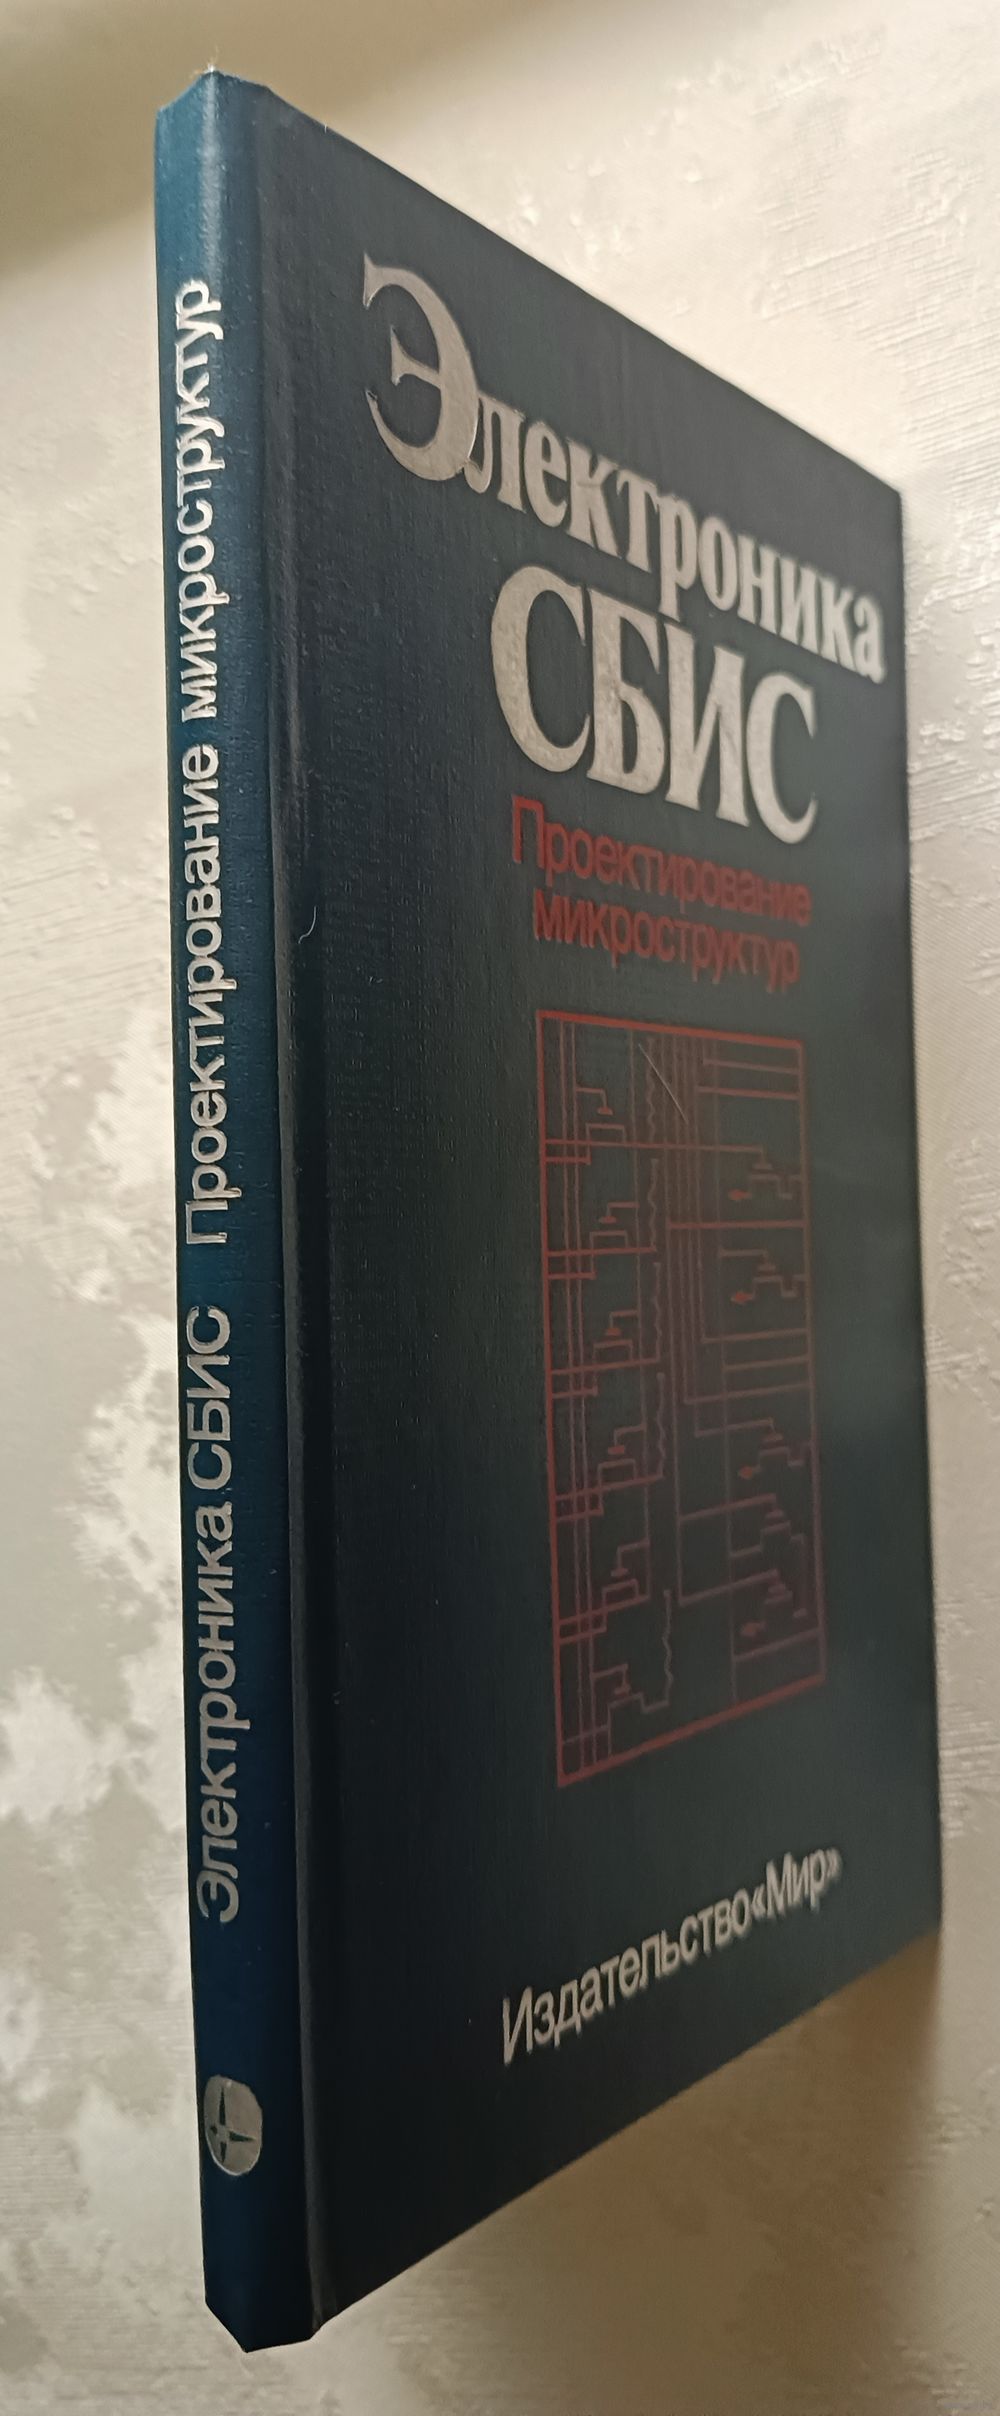 Электроника СБИС Проектирование микроструктур
Электроника
СБИС
Проектирование
микроструктур
Издательство «Мир»